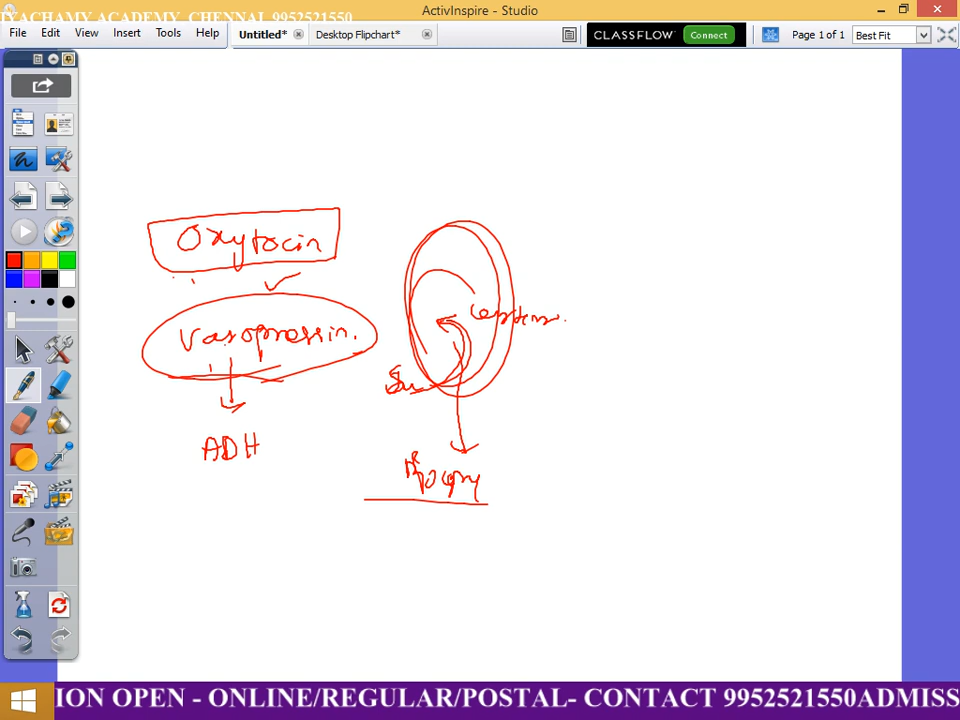 IYACHAMY ACADEMY, CHENNAI 9952521550
ActivInspire - Studio
File Edit View Insert Tools Help
Untitled*
Desktop Flipchart*
CLASSFLOW Connect
Page 1 of 1
Best Fit
Oxytocin
Vasopressin.
ADH
ION OPEN - ONLINE/REGULAR/POSTAL- CONTACT 9952521550ADMISS